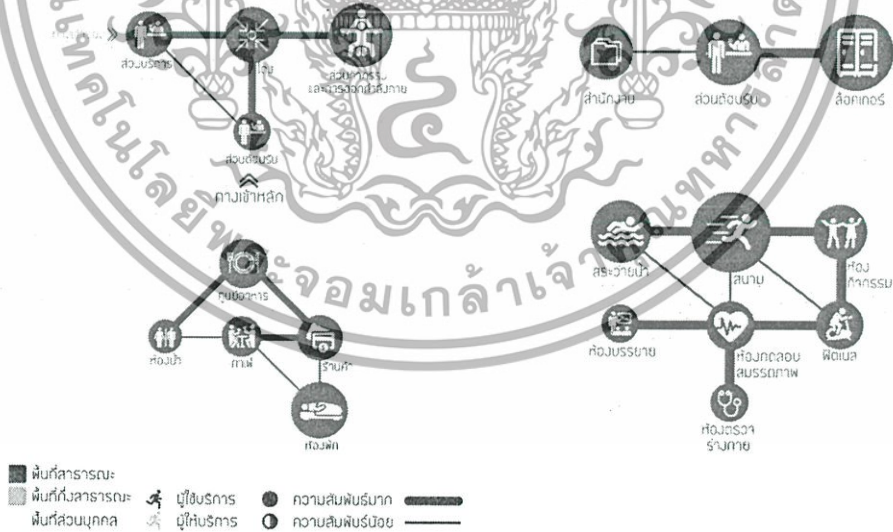 ส่วนบริการ
โถง
ส่วนกิจกรรม
และการออกกำลังกาย
ส่วนต้อนรับ
ทางเข้าหลัก
สำนักงาน
ส่วนต้อนรับ
ล็อคเกอร์
ศูนย์อาหาร
ห้องน้ำ
คาเฟ่
ร้านค้า
ห้องพัก
สระว่ายน้ำ
สนาม
ห้อง
กิจกรรม
ห้องบรรยาย
ห้องทดสอบ
สมรรถภาพ
ฟิตเนส
ห้องตรวจ
ร่างกาย
พื้นที่สาธารณะ
พื้นที่กึ่งสาธารณะ
ผู้ใช้บริการ
ความสัมพันธ์มาก
พื้นที่ส่วนบุคคล
ผู้ให้บริการ
ความสัมพันธ์น้อย